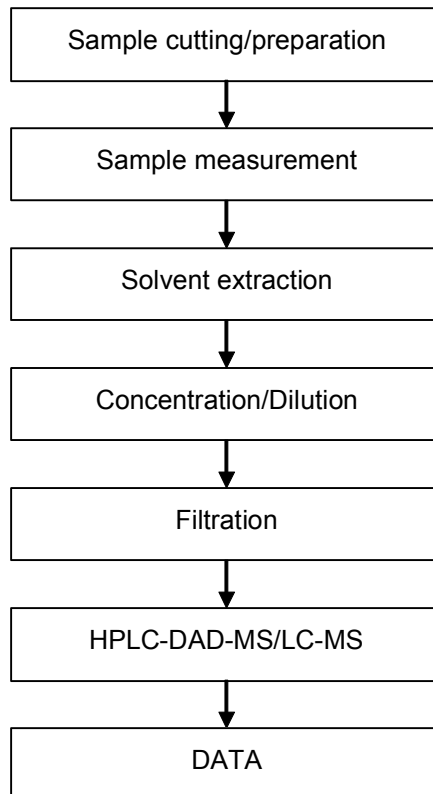 Sample cutting/preparation
Sample measurement
Solvent extraction
Concentration/Dilution
Filtration
HPLC-DAD-MS/LC-MS
DATA